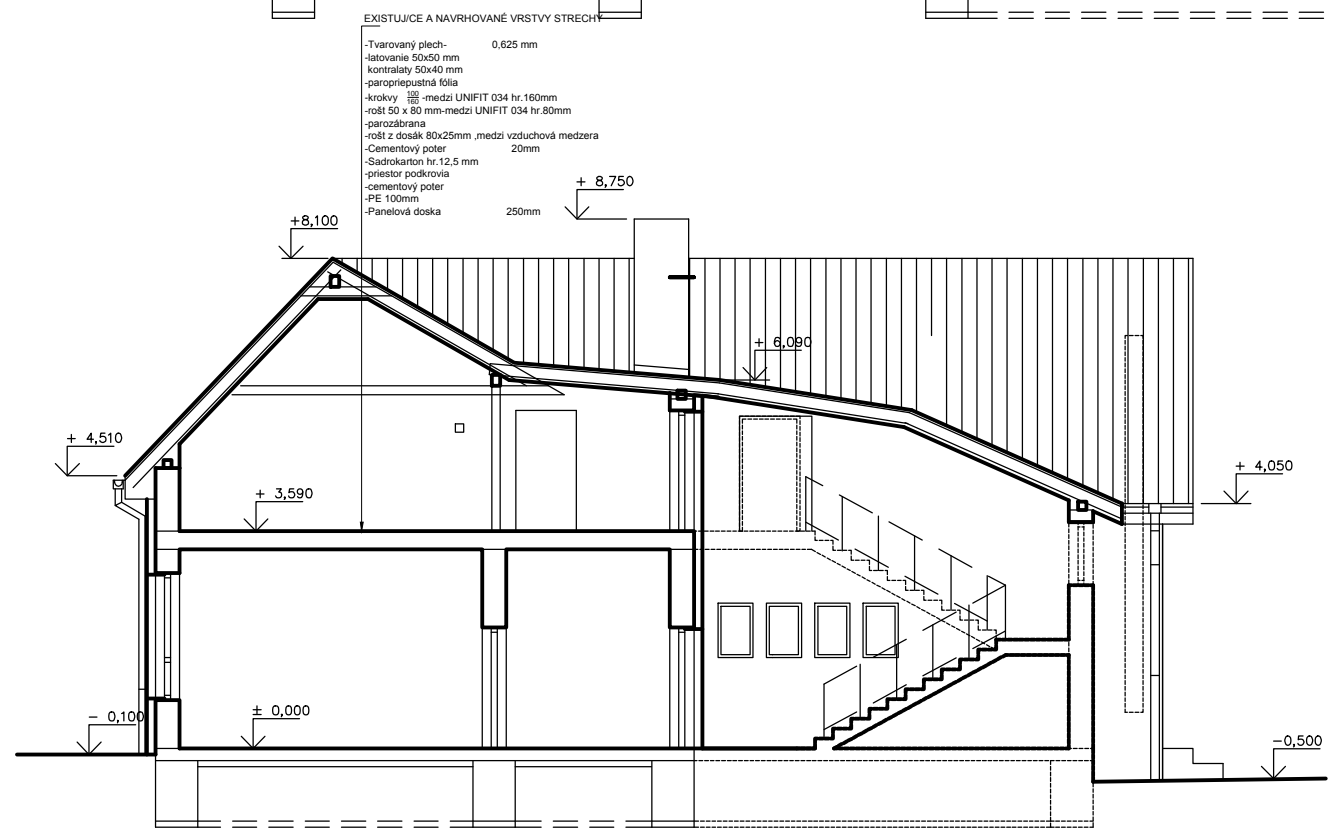 EXISTUJ/CE A NAVRHOVANÉ VRSTVY STRECHY
-Tvarovaný plech- 0,625 mm
-latovanie 50x50 mm
kontralaty 50x40 mm
-paropriepustná fólia
-krokvy 100/160 -medzi UNIFIT 034 hr.160mm
-rošt 50 x 80 mm-medzi UNIFIT 034 hr.80mm
-parozábrana
-rošt z dosák 80x25mm ,medzi vzduchová medzera
-Cementový poter 20mm
-Sadrokarton hr.12,5 mm
-priestor podkrovia
-cementový poter
-PE 100mm
-Panelová doska 250mm
+ 8,750
+8,100
+ 6,090
+ 4,510
+ 4,050
+ 3,590
± 0,000
- 0,100
-0,500